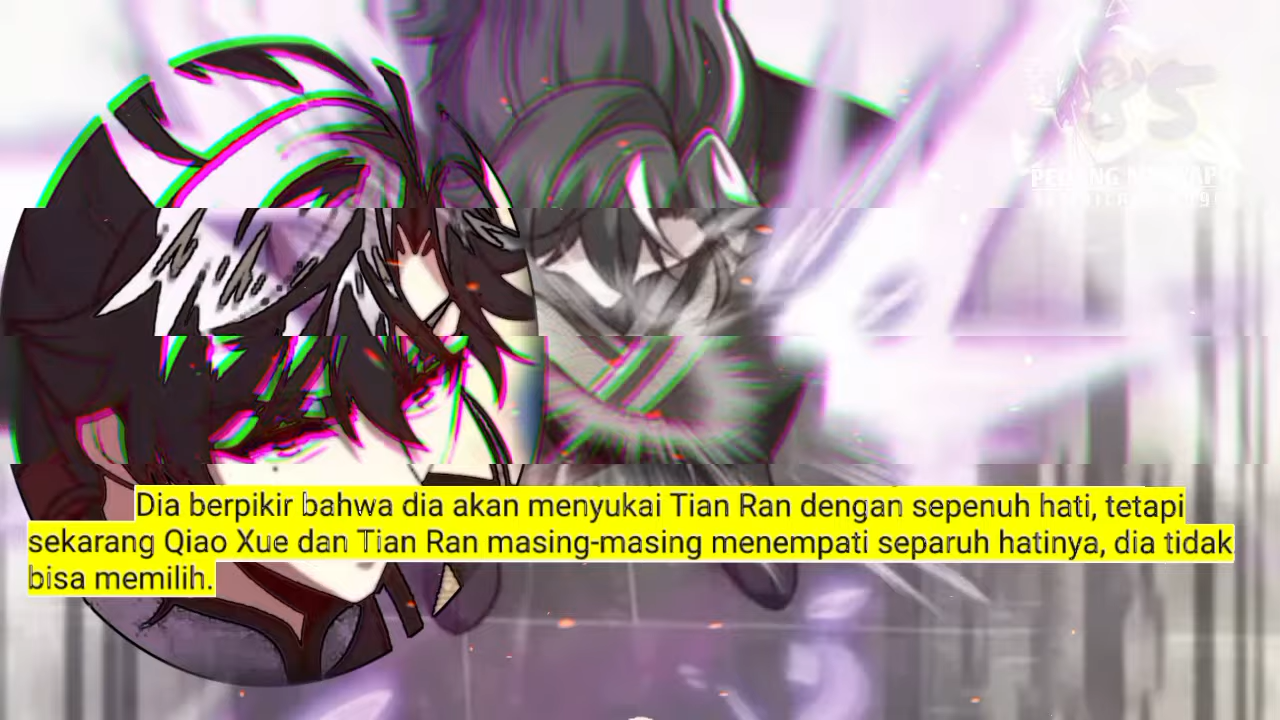 Dia berpikir bahwa dia akan menyukai Tian Ran dengan sepenuh hati, tetapi
sekarang Qiao Xue dan Tian Ran masing-masing menempati separuh hatinya, dia tidak
bisa memilih.